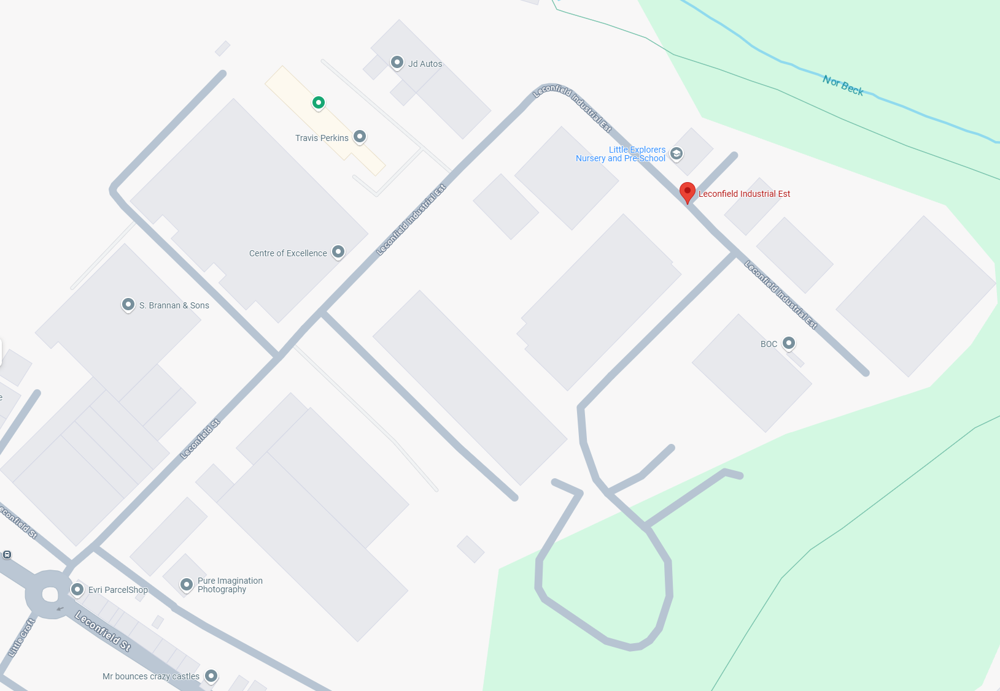 Jd Autos
Nor Beck
Leconfield Industrial Est
Travis Perkins
Little Explorers
Nursery and Pre-School
Leconfield Industrial Est
Leconfield Industrial Est
Centre of Excellence
Leconfield Industrial Est
S. Brannan & Sons
BOC
e
Leconfield St
econfield St
Evri ParcelShop
Pure Imagination
Photography
Leconfield St
Little Croft
Mr bounces crazy castles